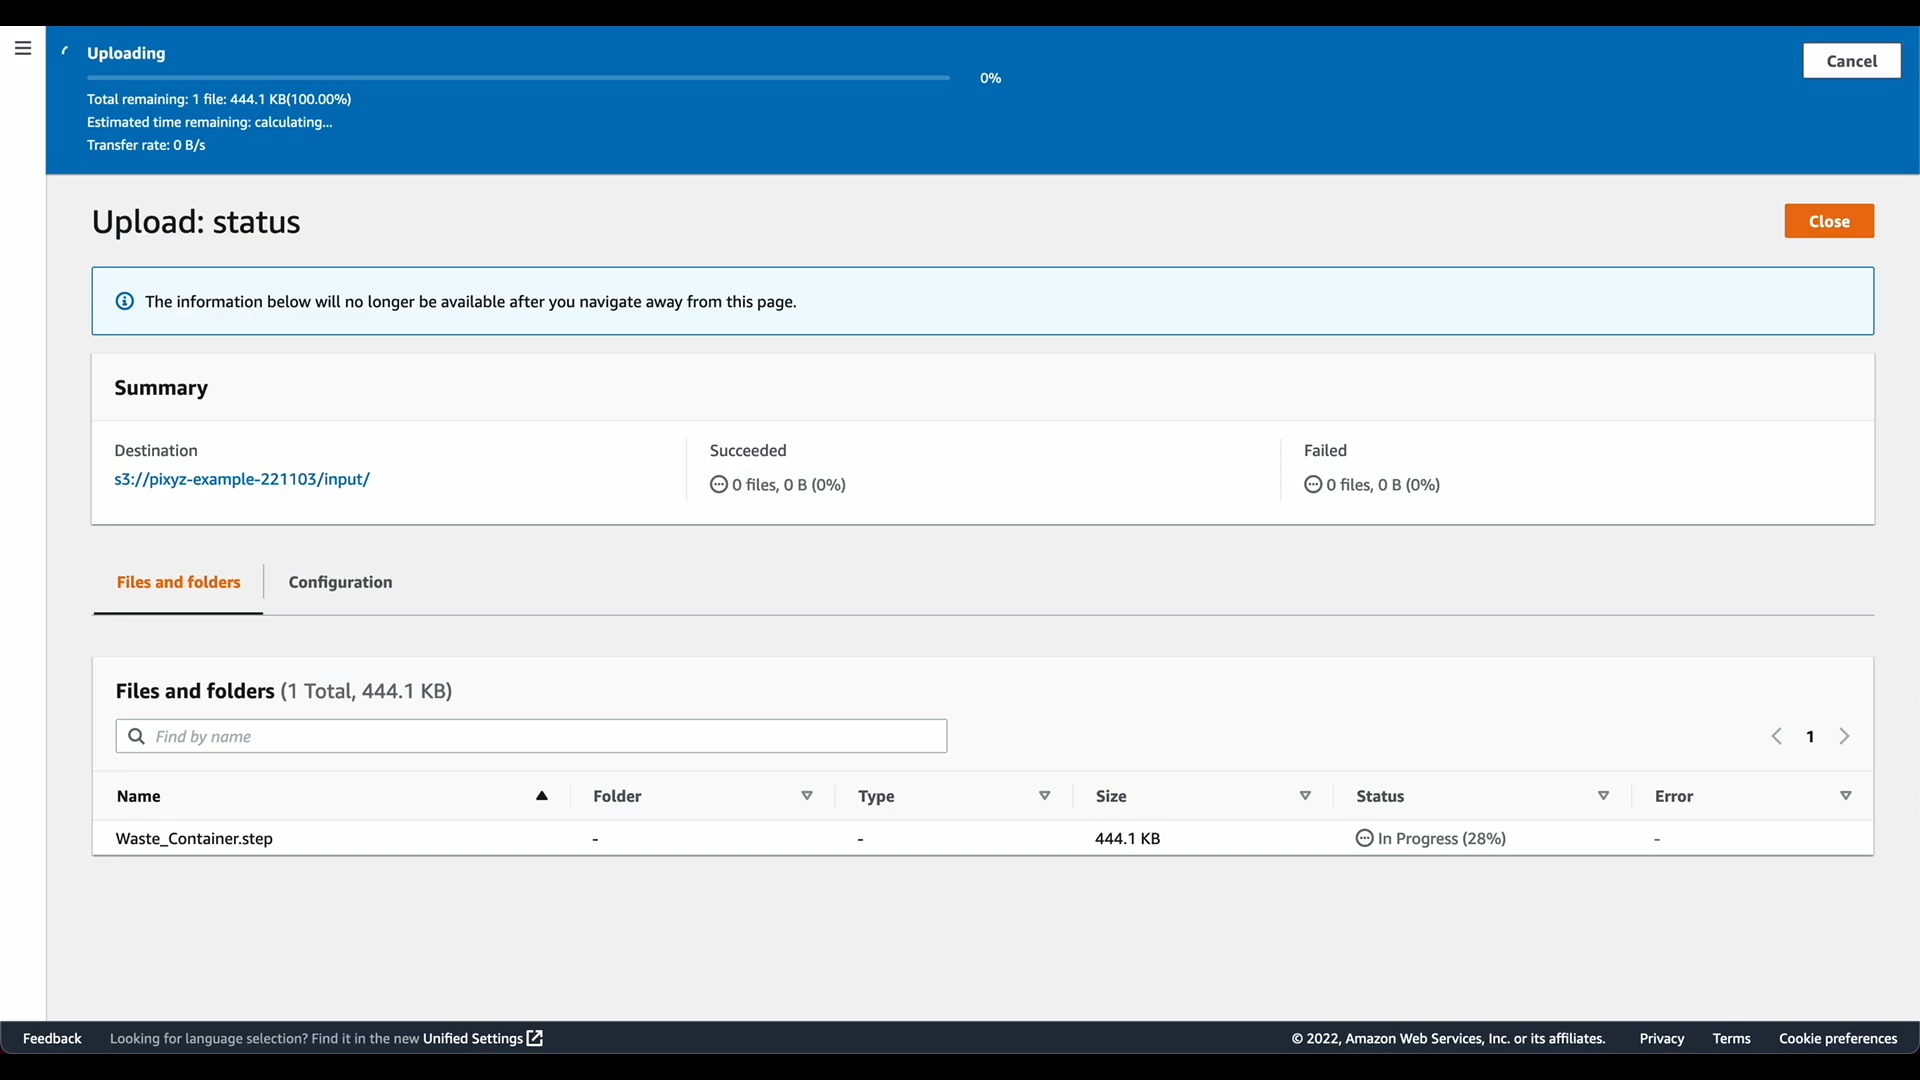 Uploading
Cancel
0%
Total remaining: 1 file: 444.1 KB(100.00%)
Estimated time remaining: calculating...
Transfer rate: 0 B/s
Upload: status
Close
The information below will no longer be available after you navigate away from this page.
Summary
Destination
s3://pixyz-example-221103/input/
Succeeded
0 files, 0 B (0%)
Failed
0 files, 0 B (0%)
Files and folders
Configuration
Files and folders (1 Total, 444.1 KB)
Find by name
1
Name Folder Type Size Status Error
Waste_Container.step - - 444.1 KB In Progress (28%) -
Feedback Looking for language selection? Find it in the new Unified Settings © 2022, Amazon Web Services, Inc. or its affiliates. Privacy Terms Cookie preferences